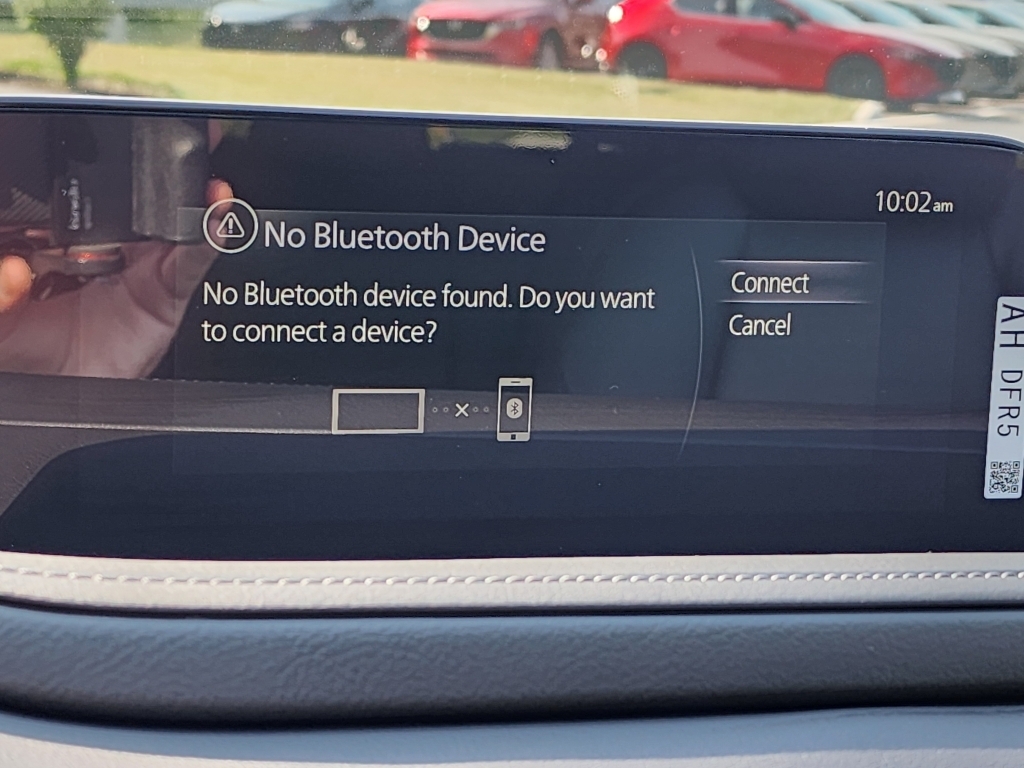 10:02am
No Bluetooth Device
No Bluetooth device found. Do you want
to connect a device?
Connect
Cancel
AH DFR5